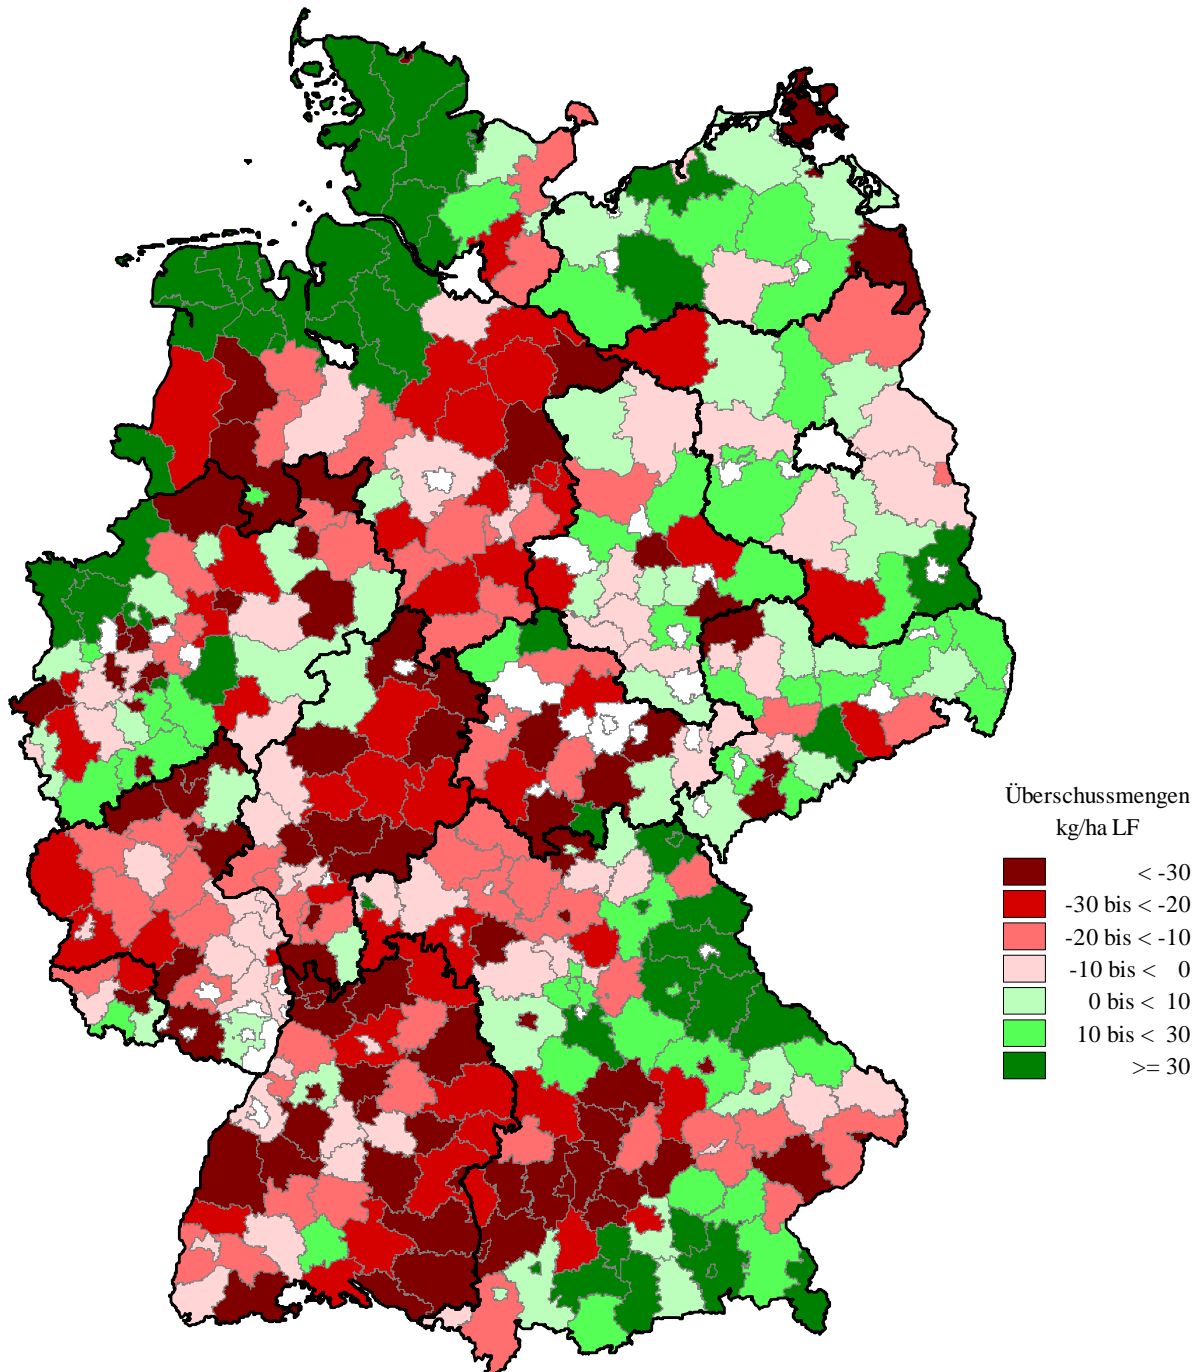 Überschussmengen
kg/ha LF
< -30
-30 bis < -20
-20 bis < -10
-10 bis < 0
0 bis < 10
10 bis < 30
>= 30